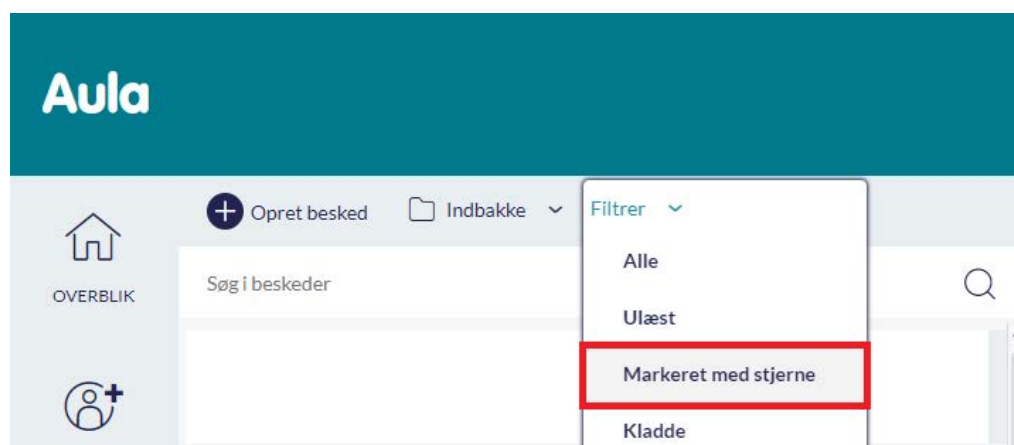 Aula
Opret besked
Indbakke
Filtrer
OVERBLIK
Søg i beskeder
Alle
Ulæst
Markeret med stjerne
Kladde